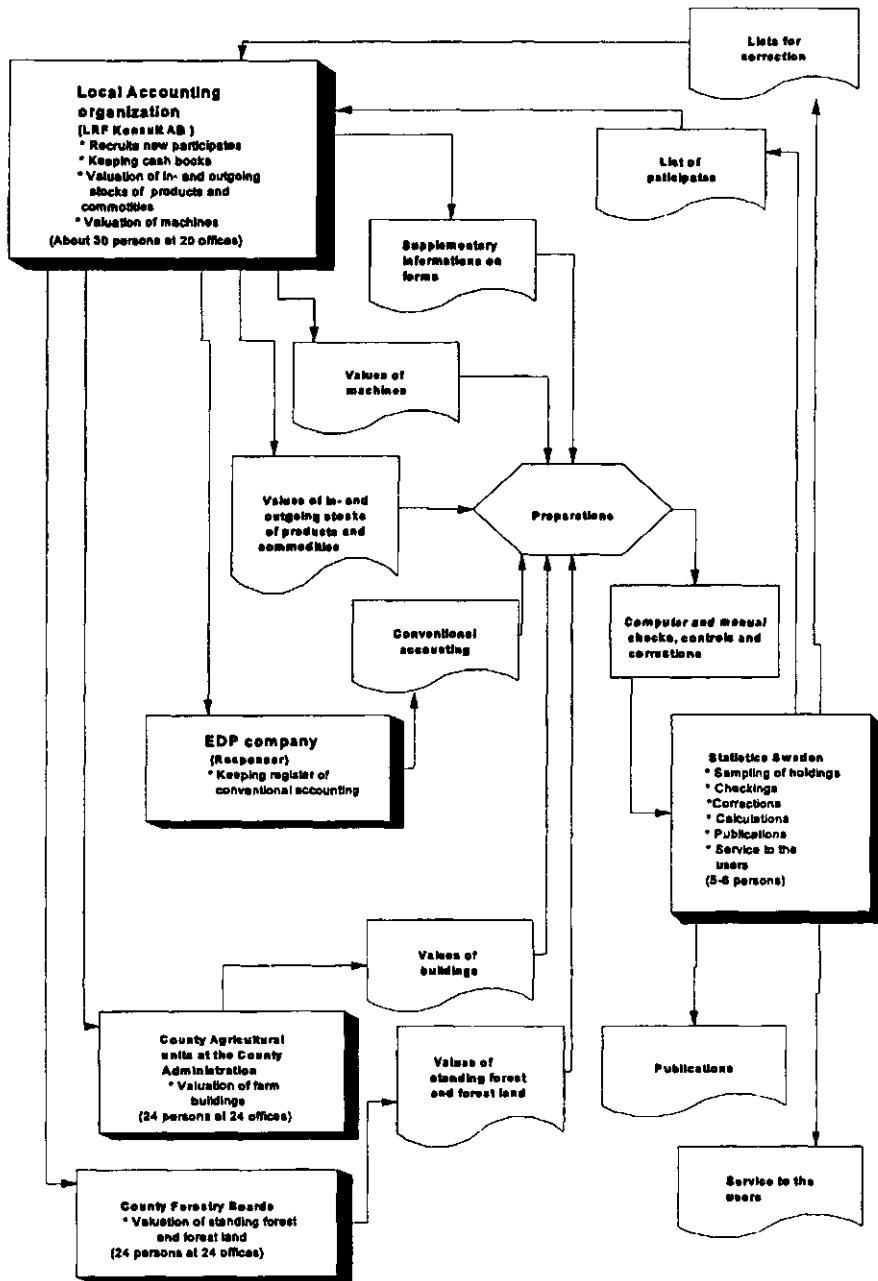 Lists for
correction
Local Accounting
organization
(LRF Konsult AB )
* Recruits new participates
* Keeping cash books
* Valuation of in- and outgoing
stocks of products and
commotities
* Valuation of machines
(About 30 persons at 20 offices)
List of
paticipates
Supplementary
informations on
forms
Values of
machines
Values of in- and
outgoing stocks
of products and
commodities
Preparations
Conventional
accounting
Computer and manual
checks, controls and
corrections
EDP company
* Keeping register of
conventional accounting
Statistics Sweden
* Sampling of holdings
* Checkings
*Corrections
* Calculations
* Publications
* Service to the
users
(5-6 persons)
Values of
buildings
County Agricultural
units at the County
Administration
* Valuation of farm
buildings
(24 persons at 24 offices)
Values of
standing forest
and forest land
Publications
County Forestry Boards
* Valuation of standing forest
and forest land
(24 persons at 24 offices)
Service to the
users